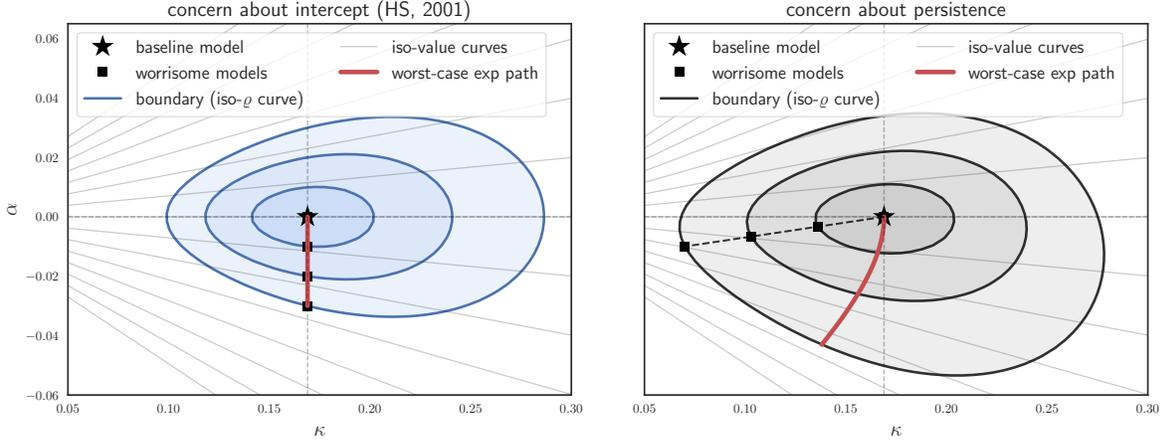 concern about intercept (HS, 2001)
baseline model
iso-value curves
worrisome models
worst-case exp path
boundary (iso-ϱ curve)
0.06
0.04
0.02
0.00
−0.02
−0.04
−0.06
α
0.05 0.10 0.15 0.20 0.25 0.30
κ
concern about persistence
baseline model
iso-value curves
worrisome models
worst-case exp path
boundary (iso-ϱ curve)
0.05 0.10 0.15 0.20 0.25 0.30
κ